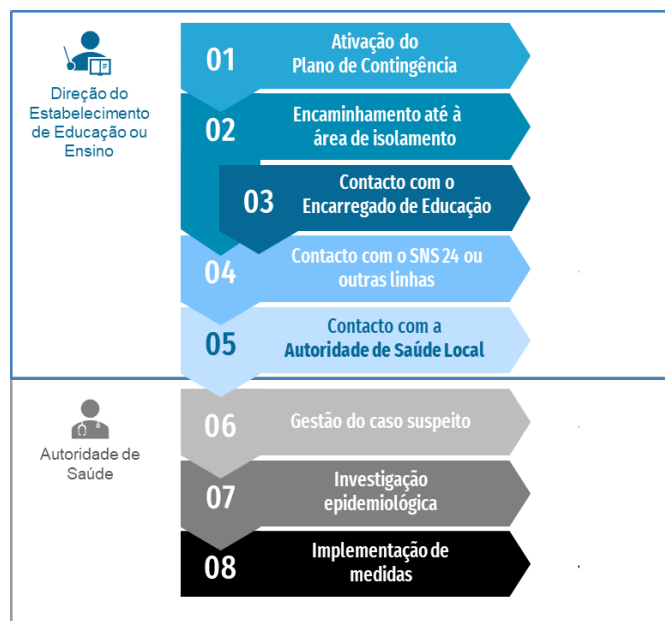 Direção do
Estabelecimento
de Educação ou
Ensino
01
Ativação do
Plano de Contingência
02
Encaminhamento até à
área de isolamento
03
Contacto com o
Encarregado de Educação
04
Contacto com o SNS 24 ou
outras linhas
05
Contacto com a
Autoridade de Saúde Local
Autoridade de
Saúde
06
Gestão do caso suspeito
07
Investigação
epidemiológica
08
Implementação de
medidas